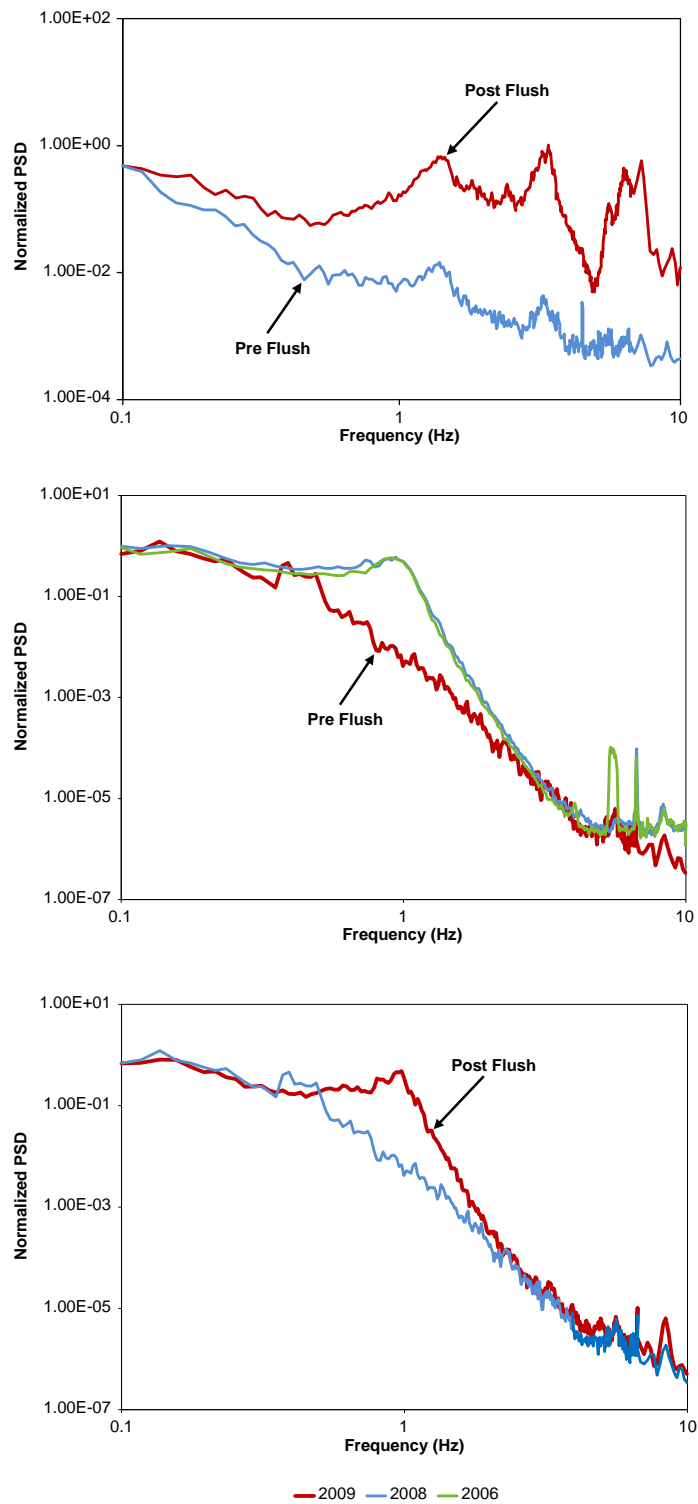 1.00E+02
Post Flush
1.00E+00
Normalized PSD
1.00E-02
Pre Flush
1.00E-04
0.1
1
10
Frequency (Hz)
1.00E+01
1.00E-01
Normalized PSD
1.00E-03
Pre Flush
1.00E-05
1.00E-07
0.1
1
10
Frequency (Hz)
1.00E+01
Post Flush
1.00E-01
Normalized PSD
1.00E-03
1.00E-05
1.00E-07
0.1
1
10
Frequency (Hz)
2009 2008 2006